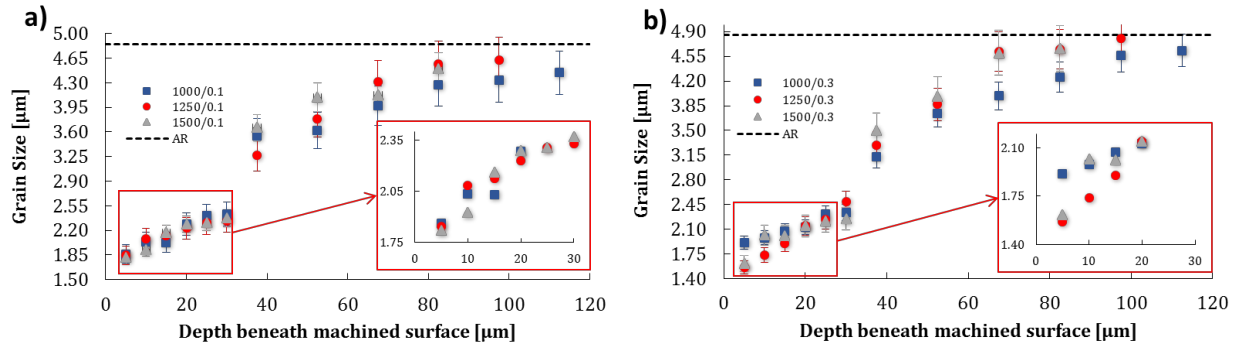 a)
Grain Size [µm]
5.00
4.65
4.30
3.95
3.60
3.25
2.90
2.55
2.20
1.85
1.50
1000/0.1
1250/0.1
1500/0.1
AR
2.35
2.05
1.75
0 10 20 30
0 20 40 60 80 100 120
Depth beneath machined surface [µm]
b)
Grain Size [µm]
4.90
4.55
4.20
3.85
3.50
3.15
2.80
2.45
2.10
1.75
1.40
1000/0.3
1250/0.3
1500/0.3
AR
2.10
1.75
1.40
0 10 20 30
0 20 40 60 80 100 120
Depth beneath machined surface [µm]